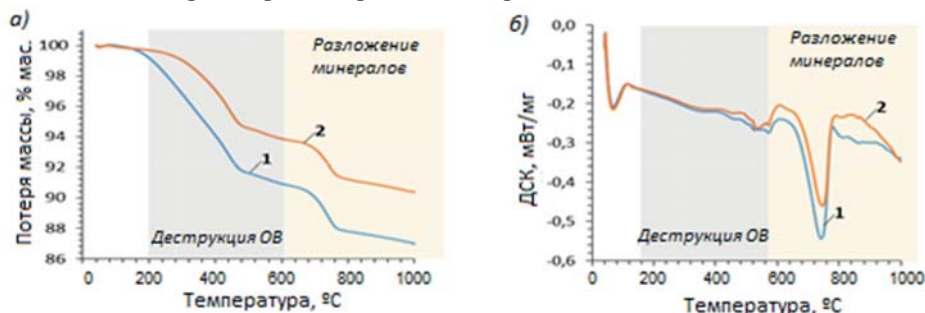 а)
Потеря массы, % мас.
100
98
96
94
92
90
88
86
Разложение
минералов
2
1
Деструкция ОВ
0 200 400 600 800 1000
Температура, ºС
б)
ДСК, мВт/мг
0,0
-0,1
-0,2
-0,3
-0,4
-0,5
-0,6
Разложение
минералов
2
1
Деструкция ОВ
0 200 400 600 800 1000
Температура, ºС